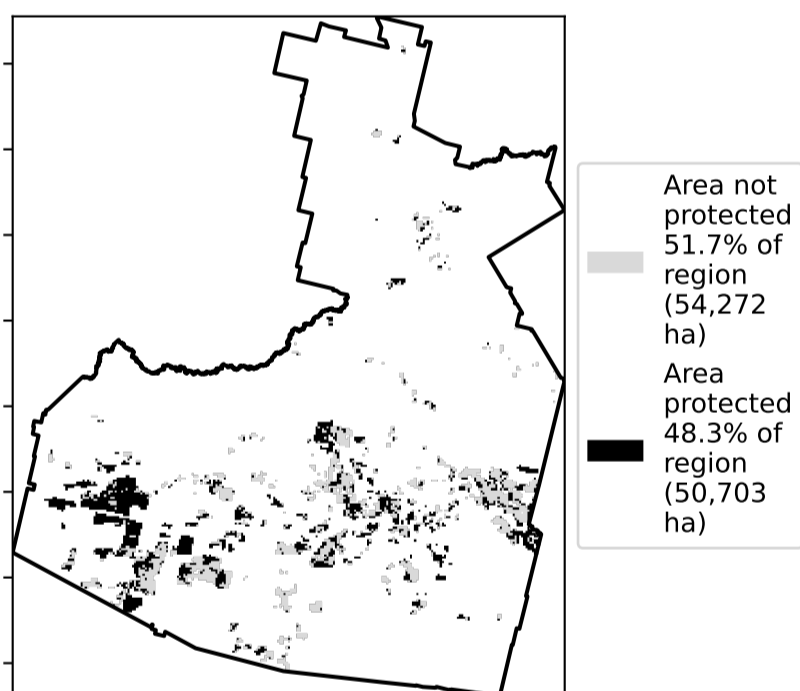 Area not
protected
51.7% of
region
(54,272
ha)
Area
protected
48.3% of
region
(50,703
ha)